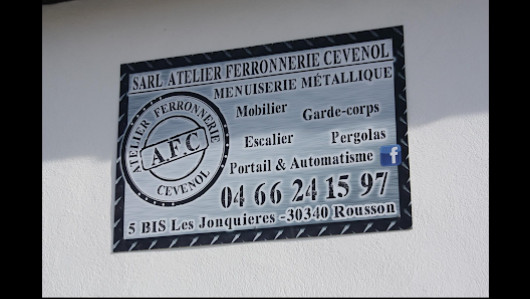 SARL ATELIER FERRONNERIE CEVENOL
MENUISERIE MÉTALLIQUE
Mobilier Garde-corps
Escalier Pergolas
Portail & Automatisme f
04 66 24 15 97
5 BIS Les Jonquieres -30340 Rousson
ATELIER FERRONNERIE
A.F.C
CEVENOL